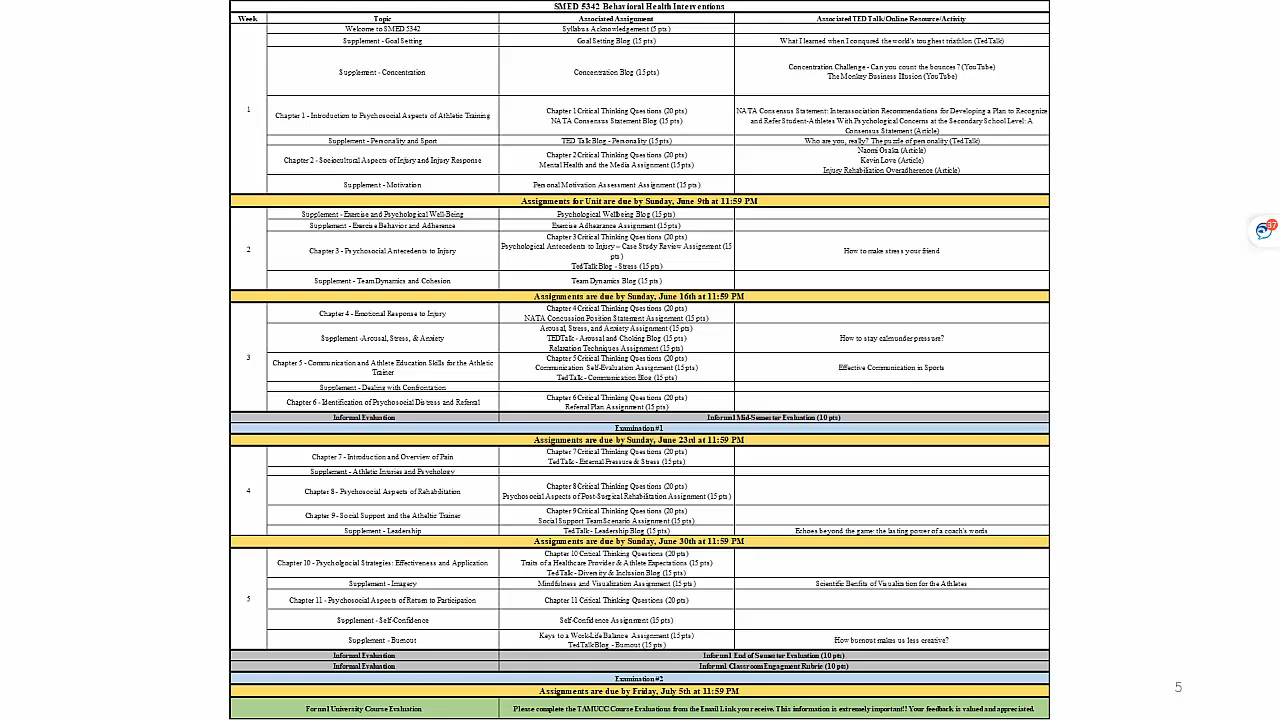 SMED 5342 Behavioral Health Interventions
Week Topic Associated Assignment Associated TED Talk/Online Resource/Activity
Welcome to SMED 5342 Syllabus Acknowledgement (5 pts)
Supplement - Goal Setting Goal Setting Blog (15 pts) What I learned when I conqured the world's toughest triathlon (TedTalk)
Supplement - Concentration Concentration Blog (15 pts) Concentration Challenge - Can you count the bounces? (YouTube)
The Monkey Business Illusion (YouTube)
1
Chapter 1 - Introduction to Psychosocial Aspects of Athletic Training Chapter 1 Critical Thinking Questions (20 pts)
NATA Consensus Statement Blog (15 pts)
NATA Consensus Statement: Interassociation Recommendations for Developing a Plan to Recognize
and Refer Student-Athletes With Psychological Concerns at the Secondary School Level: A
Consensus Statement (Article)
Supplement - Personality and Sport TED Talk Blog - Personality (15 pts) Who are you, really? The puzzle of personality (TedTalk)
Chapter 2 - Sociocultural Aspects of Injury and Injury Response Chapter 2 Critical Thinking Questions (20 pts)
Mental Health and the Media Assignment (15 pts)
Naomi Osaka (Article)
Kevin Love (Article)
Injury Rehabiliation Overadherence (Article)
Supplement - Motivation Personal Motivation Assessment Assignment (15 pts)
Assignments for Unit are due by Sunday, June 9th at 11:59 PM
Supplement - Exercise and Psychological Well-Being Psychological Wellbeing Blog (15 pts)
Supplement - Exercise Behavior and Adherence Exercise Adhearance Assignment (15 pts)
2
Chapter 3 - Psychosocial Antecedents to Injury Chapter 3 Critical Thinking Questions (20 pts)
Psychological Antecedents to Injury – Case Study Review Assignment (15
pts)
TedTalk Blog - Stress (15 pts)
How to make stress your friend
Supplement - Team Dynamics and Cohesion Team Dynamics Blog (15 pts)
Assignments are due by Sunday, June 16th at 11:59 PM
Chapter 4 - Emotional Response to Injury Chapter 4 Critical Thinking Questions (20 pts)
NATA Concussion Position Statement Assignment (15 pts)
Supplement -Arousal, Stress, & Anxiety Arousal, Stress, and Anxiety Assignment (15 pts)
TEDTalk - Arousal and Choking Blog (15 pts)
Relaxation Techniques Assignment (15 pts)
How to stay calm under pressure?
3
Chapter 5 - Communication and Athlete Education Skills for the Athletic
Trainer
Chapter 5 Critical Thinking Questions (20 pts)
Communication Self-Evaluation Assignment (15 pts)
TedTalk - Communication Blog (15 pts)
Effective Communication in Sports
Supplement - Dealing with Confrontation
Chapter 6 - Identification of Psychosocial Distress and Referral Chapter 6 Critical Thinking Questions (20 pts)
Referral Plan Assignment (15 pts)
Informal Evaluation Informal Mid-Semester Evaluation (10 pts)
Examination #1
Assignments are due by Sunday, June 23rd at 11:59 PM
Chapter 7 - Introduction and Overview of Pain Chapter 7 Critical Thinking Questions (20 pts)
TedTalk - External Pressure & Stress (15 pts)
Supplement - Athletic Injuries and Psychology
4
Chapter 8 - Psychosocial Aspects of Rehabilitation Chapter 8 Critical Thinking Questions (20 pts)
Psychosocial Aspects of Post-Surgical Rehabilitation Assignment (15 pts)
Chapter 9 - Social Support and the Atheltic Trainer Chapter 9 Critical Thinking Questions (20 pts)
Social Support Team Scenario Assignment (15 pts)
Supplement - Leadership TedTalk - Leadership Blog (15 pts) Echoes beyond the game: the lasting power of a coach's words
Assignments are due by Sunday, June 30th at 11:59 PM
Chapter 10 - Psycholgocial Strategies: Effectiveness and Application Chapter 10 Critical Thinking Questions (20 pts)
Traits of a Healthcare Provider & Athlete Expectations (15 pts)
TedTalk - Diversity & Inclusion Blog (15 pts)
Supplement - Imagery Mindfulness and Visualization Assignment (15 pts) Scientific Benfits of Visualization for the Athletes
5
Chapter 11 - Psychosocial Aspects of Return to Participation Chapter 11 Critical Thinking Questions (20 pts)
Supplement - Self-Confidence Self-Confidence Assignment (15 pts)
Supplement - Burnout Keys to a Work-Life Balance Assignment (15 pts)
TedTalk Blog - Burnout (15 pts)
How burnout makes us less creative?
Informal Evaluation Informal End of Semester Evaluation (10 pts)
Informal Evaluation Informal Classroom Engagment Rubric (10 pts)
Examination #2
Assignments are due by Friday, July 5th at 11:59 PM
Formal University Course Evaluation Please complete the TAMUCC Course Evaluations from the Email Link you receive. This information is extremely important!! Your feedback is valued and appreciated.
5